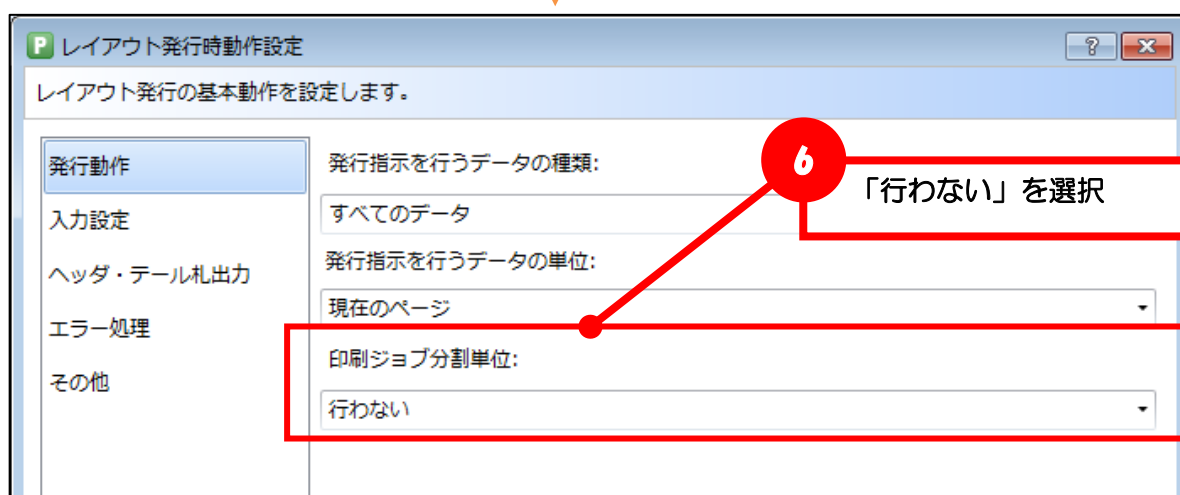 P レイアウト発行時動作設定
レイアウト発行の基本動作を設定します。
発行動作
入力設定
ヘッダ・テール札出力
エラー処理
その他
発行指示を行うデータの種類:
すべてのデータ
発行指示を行うデータの単位:
現在のページ
印刷ジョブ分割単位:
行わない
6
「行わない」を選択